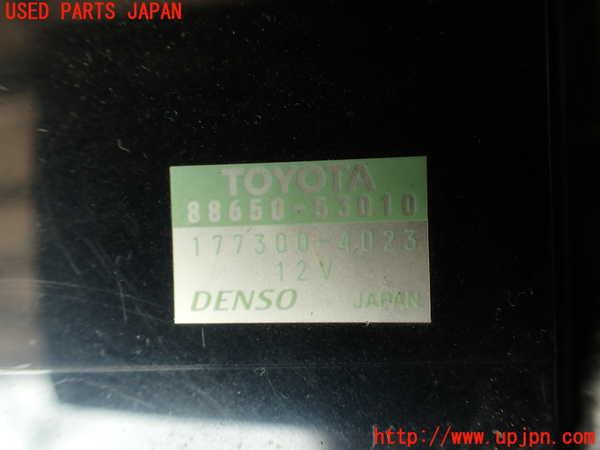 USED PARTS JAPAN
TOYOTA
88650-53010
177300-4023
12V
DENSO JAPAN
http://www.upjpn.com/